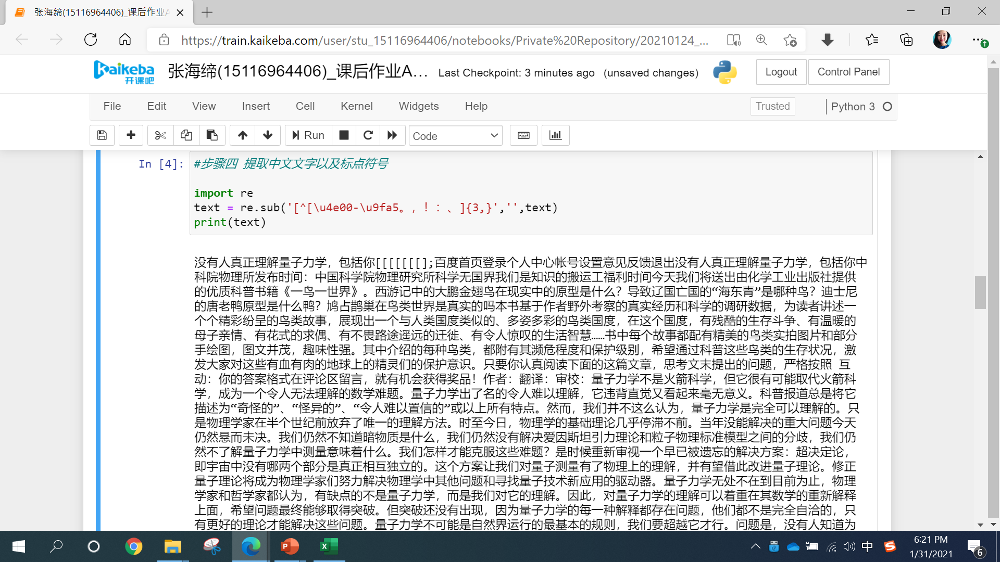 张海缔(15116964406)_课后作业A
https://train.kaikeba.com/user/stu_15116964406/notebooks/Private%20Repository/20210124_...
kaikeba
开课吧
张海缔(15116964406)_课后作业A... Last Checkpoint: 3 minutes ago (unsaved changes)
Logout
Control Panel
File Edit View Insert Cell Kernel Widgets Help
Trusted
Python 3
Run
Code
In [4]:
#步骤四 提取中文文字以及标点符号
import re
text = re.sub('[^[\u4e00-\u9fa5。，！：、]{3,}','',text)
print(text)
没有人真正理解量子力学，包括你[[[[[[[[];百度首页登录个人中心帐号设置意见反馈退出没有人真正理解量子力学，包括你中
科院物理所发布时间：中国科学院物理研究所科学无国界我们是知识的搬运工福利时间今天我们将送出由化学工业出版社提供
的优质科普书籍《一鸟一世界》。西游记中的大鹏金翅鸟在现实中的原型是什么？导致辽国亡国的“海东青”是哪种鸟？迪士尼
的唐老鸭原型是什么鸭？鸠占鹊巢在鸟类世界是真实的吗本书基于作者野外考察的真实经历和科学的调研数据，为读者讲述一
个个精彩纷呈的鸟类故事，展现出一个与人类国度类似的、多姿多彩的鸟类国度，在这个国度，有残酷的生存斗争、有温暖的
母子亲情、有花式的求偶、有不畏路途遥远的迁徙、有令人惊叹的生活智慧……书中每个故事都配有精美的鸟类实拍图片和部分
手绘图，图文并茂，趣味性强。其中介绍的每种鸟类，都附有其濒危程度和保护级别，希望通过科普这些鸟类的生存状况，激
发大家对这些有血有肉的地球上的精灵们的保护意识。只要你认真阅读下面的这篇文章，思考文末提出的问题，严格按照 互
动：你的答案格式在评论区留言，就有机会获得奖品！作者：翻译：审校：量子力学不是火箭科学，但它很有可能取代火箭科
学，成为一个令人无法理解的数学难题。量子力学出了名的令人难以理解，它违背直觉又看起来毫无意义。科普报道总是将它
描述为“奇怪的”、“怪异的”、“令人难以置信的”或以上所有特点。然而，我们并不这么认为，量子力学是完全可以理解的。只
是物理学家在半个世纪前放弃了唯一的理解方法。时至今日，物理学的基础理论几乎停滞不前。当年没能解决的重大问题今天
仍然悬而未决。我们仍然不知道暗物质是什么，我们仍然没有解决爱因斯坦引力理论和粒子物理标准模型之间的分歧，我们仍
然不了解量子力学中测量意味着什么。我们怎样才能克服这些难题？是时候重新审视一个早已被遗忘的解决方案：超决定论，
即宇宙中没有哪两个部分是真正相互独立的。这个方案让我们对量子测量有了物理上的理解，并有望借此改进量子理论。修正
量子理论将成为物理学家们努力解决物理学中其他问题和寻找量子技术新应用的驱动器。量子力学无处不在到目前为止，物理
学家和哲学家都认为，有缺点的不是量子力学，而是我们对它的理解。因此，对量子力学的理解可以着重在其数学的重新解释
上面，希望问题最终能够取得突破。但突破还没有出现，因为量子力学的每一种解释都存在问题，他们都不是完全自洽的，只
有更好的理论才能解决这些问题。量子力学不可能是自然界运行的最基本的规则，我们要超越它才行。问题是，没有人知道为
中
6:21 PM
1/31/2021
6